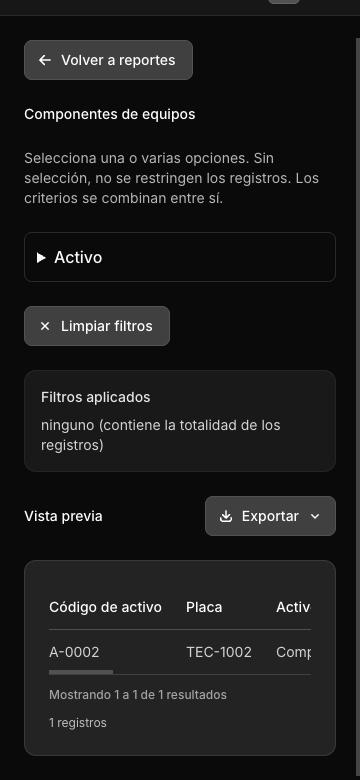 Volver a reportes
Componentes de equipos
Selecciona una o varias opciones. Sin
selección, no se restringen los registros. Los
criterios se combinan entre sí.
Activo
Limpiar filtros
Filtros aplicados
ninguno (contiene la totalidad de los
registros)
Vista previa
Exportar
Código de activo Placa Activ
A-0002 TEC-1002 Comp
Mostrando 1 a 1 de 1 resultados
1 registros